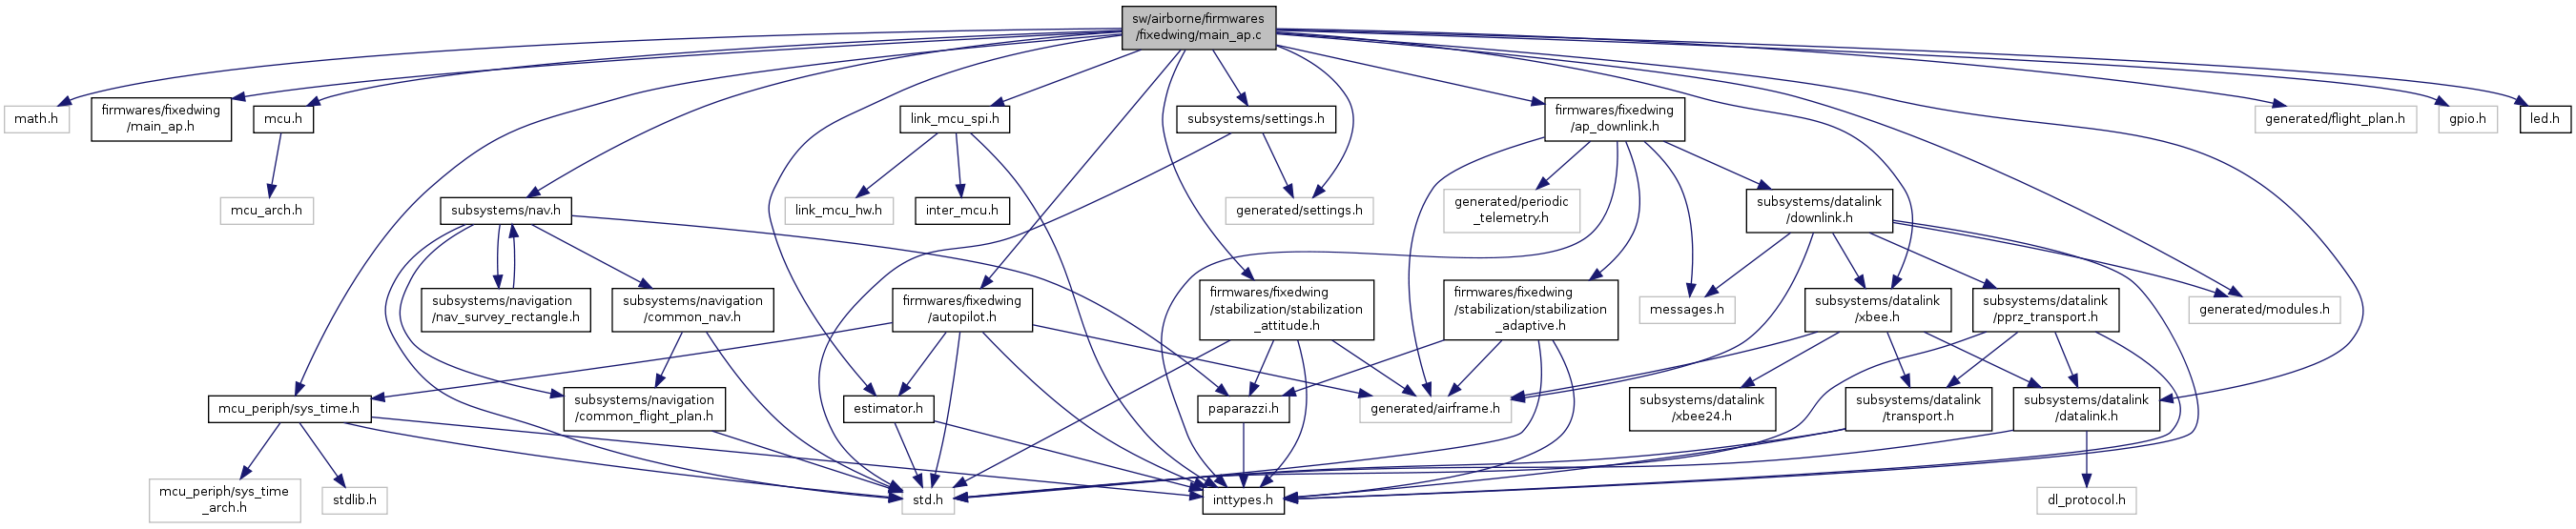 sw/airborne/firmwares
/fixedwing/main_ap.c
math.h
firmwares/fixedwing
/main_ap.h
mcu.h
link_mcu_spi.h
subsystems/settings.h
firmwares/fixedwing
/ap_downlink.h
generated/flight_plan.h
gpio.h
led.h
mcu_arch.h
subsystems/nav.h
link_mcu_hw.h
inter_mcu.h
generated/settings.h
generated/periodic
_telemetry.h
subsystems/datalink
/downlink.h
subsystems/navigation
/nav_survey_rectangle.h
subsystems/navigation
/common_nav.h
firmwares/fixedwing
/autopilot.h
firmwares/fixedwing
/stabilization/stabilization
_attitude.h
firmwares/fixedwing
/stabilization/stabilization
_adaptive.h
messages.h
subsystems/datalink
/xbee.h
subsystems/datalink
/pprz_transport.h
generated/modules.h
mcu_periph/sys_time.h
subsystems/navigation
/common_flight_plan.h
estimator.h
paparazzi.h
generated/airframe.h
subsystems/datalink
/xbee24.h
subsystems/datalink
/transport.h
subsystems/datalink
/datalink.h
mcu_periph/sys_time
_arch.h
stdlib.h
std.h
inttypes.h
dl_protocol.h